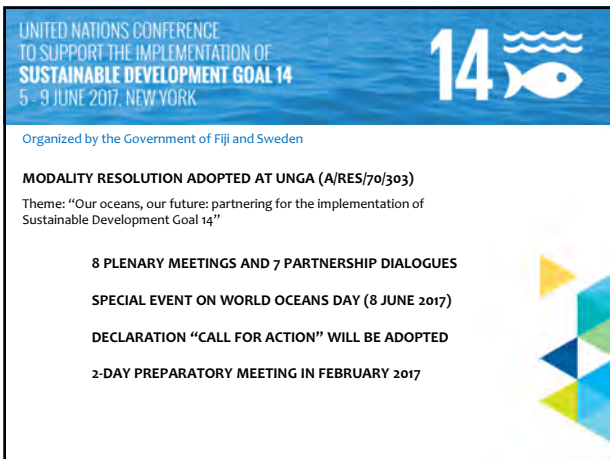 UNITED NATIONS CONFERENCE
TO SUPPORT THE IMPLEMENTATION OF
SUSTAINABLE DEVELOPMENT GOAL 14
5 - 9 JUNE 2017, NEW YORK
14
Organized by the Government of Fiji and Sweden
MODALITY RESOLUTION ADOPTED AT UNGA (A/RES/70/303)
Theme: “Our oceans, our future: partnering for the implementation of
Sustainable Development Goal 14”
8 PLENARY MEETINGS AND 7 PARTNERSHIP DIALOGUES
SPECIAL EVENT ON WORLD OCEANS DAY (8 JUNE 2017)
DECLARATION “CALL FOR ACTION” WILL BE ADOPTED
2-DAY PREPARATORY MEETING IN FEBRUARY 2017